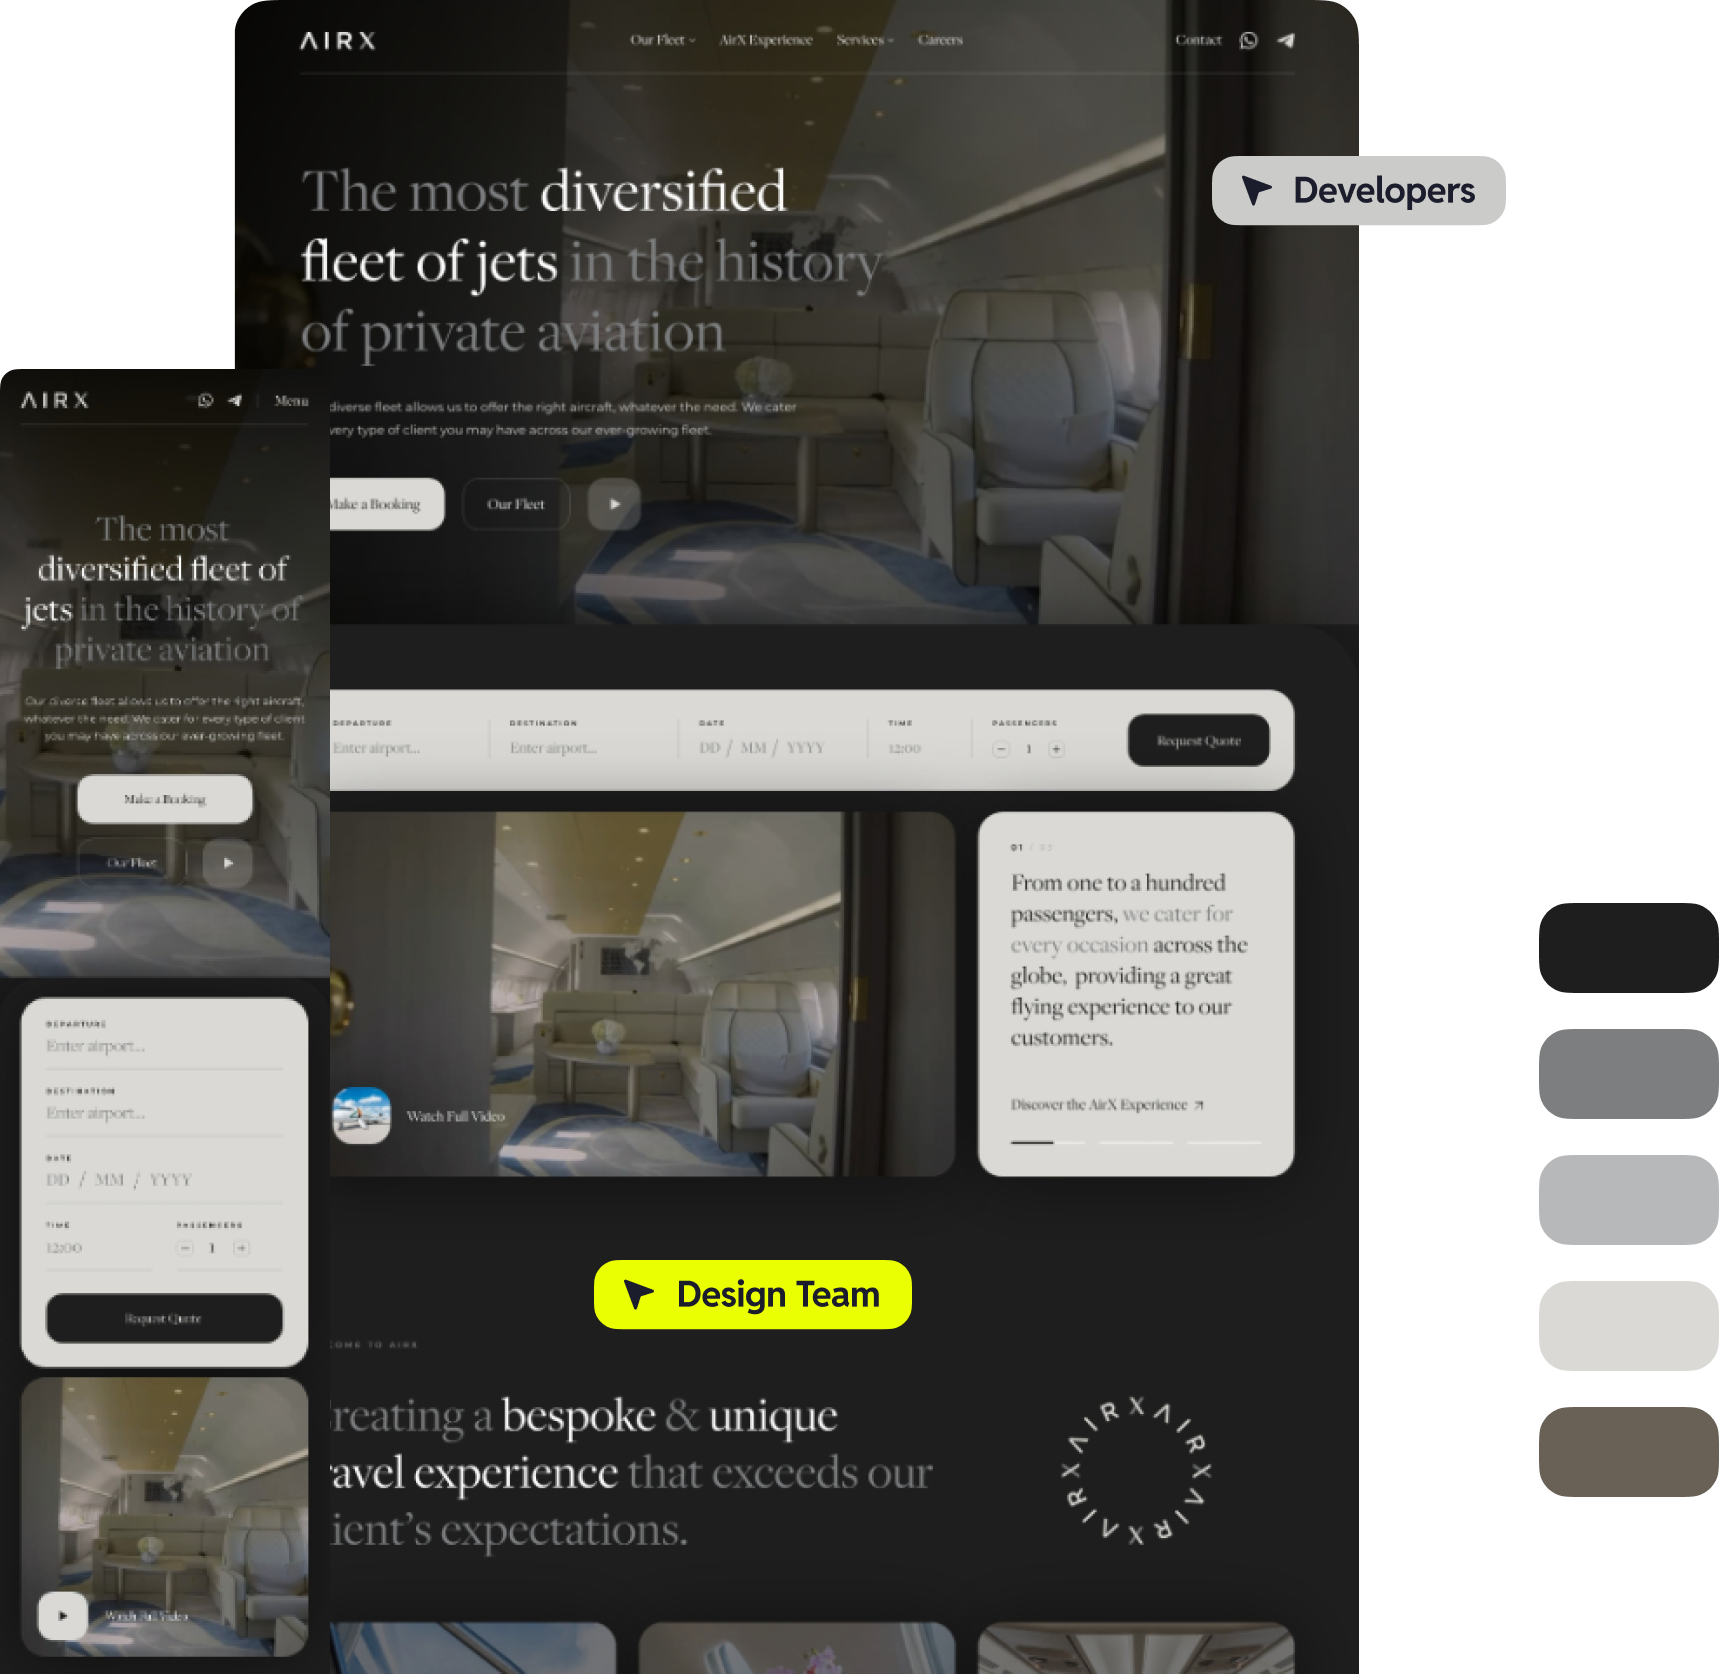 AIRX
Our Fleet
AirX Experience
Services
Careers
Contact
Developers
The most diversified
fleet of jets in the history
of private aviation
diverse fleet allows us to offer the right aircraft, whatever the need. We cater
very type of client you may have across our ever-growing fleet.
Make a Booking
Our Fleet
DEPARTURE
Enter airport...
DESTINATION
Enter airport...
DATE
DD / MM / YYYY
TIME
12:00
PASSENGERS
1
Request Quote
Watch Full Video
01 / 03
From one to a hundred
passengers, we cater for
every occasion across the
globe, providing a great
flying experience to our
customers.
Discover the AirX Experience
Design Team
COME TO AIRX
reating a bespoke & unique
ravel experience that exceeds our
ient's expectations.
AIRXAIRXAIRXAIRX
AIRX
Menu
The most
diversified fleet of
jets in the history of
private aviation
Our diverse fleet allows us to offer the right aircraft,
whatever the need. We cater for every type of client
you may have across our ever-growing fleet.
Make a Booking
Our Fleet
DEPARTURE
Enter airport...
DESTINATION
Enter airport...
DATE
DD / MM / YYYY
TIME
12:00
PASSENGERS
1
Request Quote
Watch Full Video